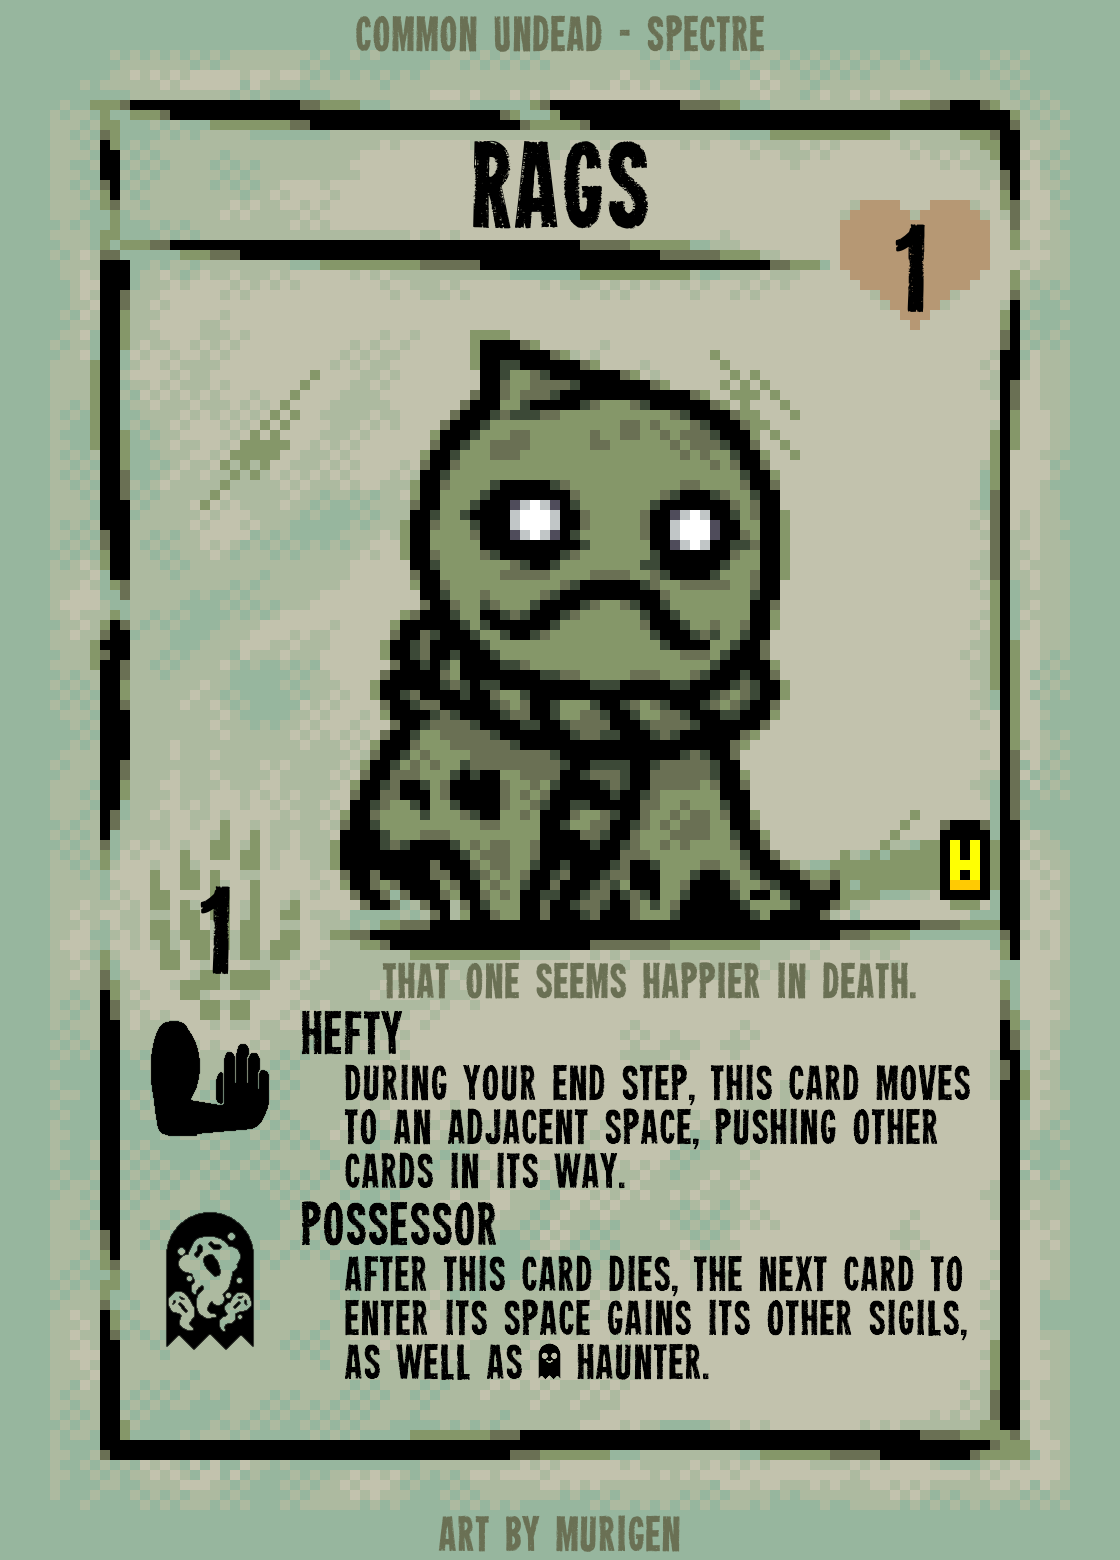 COMMON UNDEAD - SPECTRE
RAGS
1
1
THAT ONE SEEMS HAPPIER IN DEATH.
HEFTY
DURING YOUR END STEP, THIS CARD MOVES
TO AN ADJACENT SPACE, PUSHING OTHER
CARDS IN ITS WAY.
POSSESSOR
AFTER THIS CARD DIES, THE NEXT CARD TO
ENTER ITS SPACE GAINS ITS OTHER SIGILS,
AS WELL AS HAUNTER.
ART BY MURIGEN